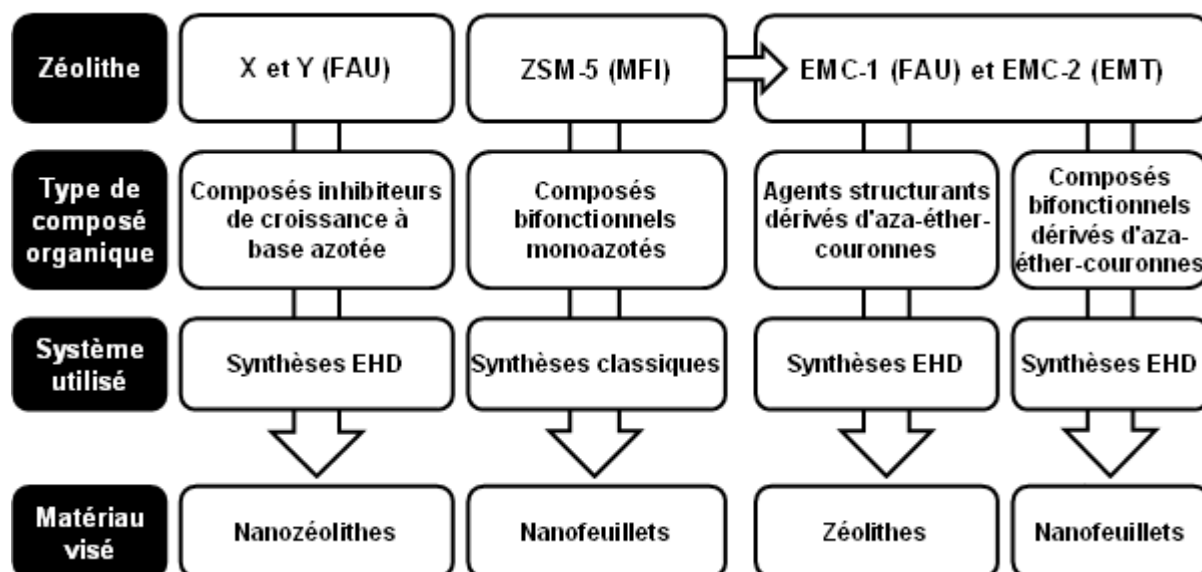 Zéolithe
X et Y (FAU)
ZSM-5 (MFI)
EMC-1 (FAU) et EMC-2 (EMT)
Type de
composé
organique
Composés inhibiteurs
de croissance à
base azotée
Composés
bifonctionnels
monoazotés
Agents structurants
dérivés d'aza-éther-
couronnes
Composés
bifonctionnels
dérivés d'aza-
éther-couronnes
Système
utilisé
Synthèses EHD
Synthèses classiques
Synthèses EHD
Synthèses EHD
Matériau
visé
Nanozéolithes
Nanofeuillets
Zéolithes
Nanofeuillets